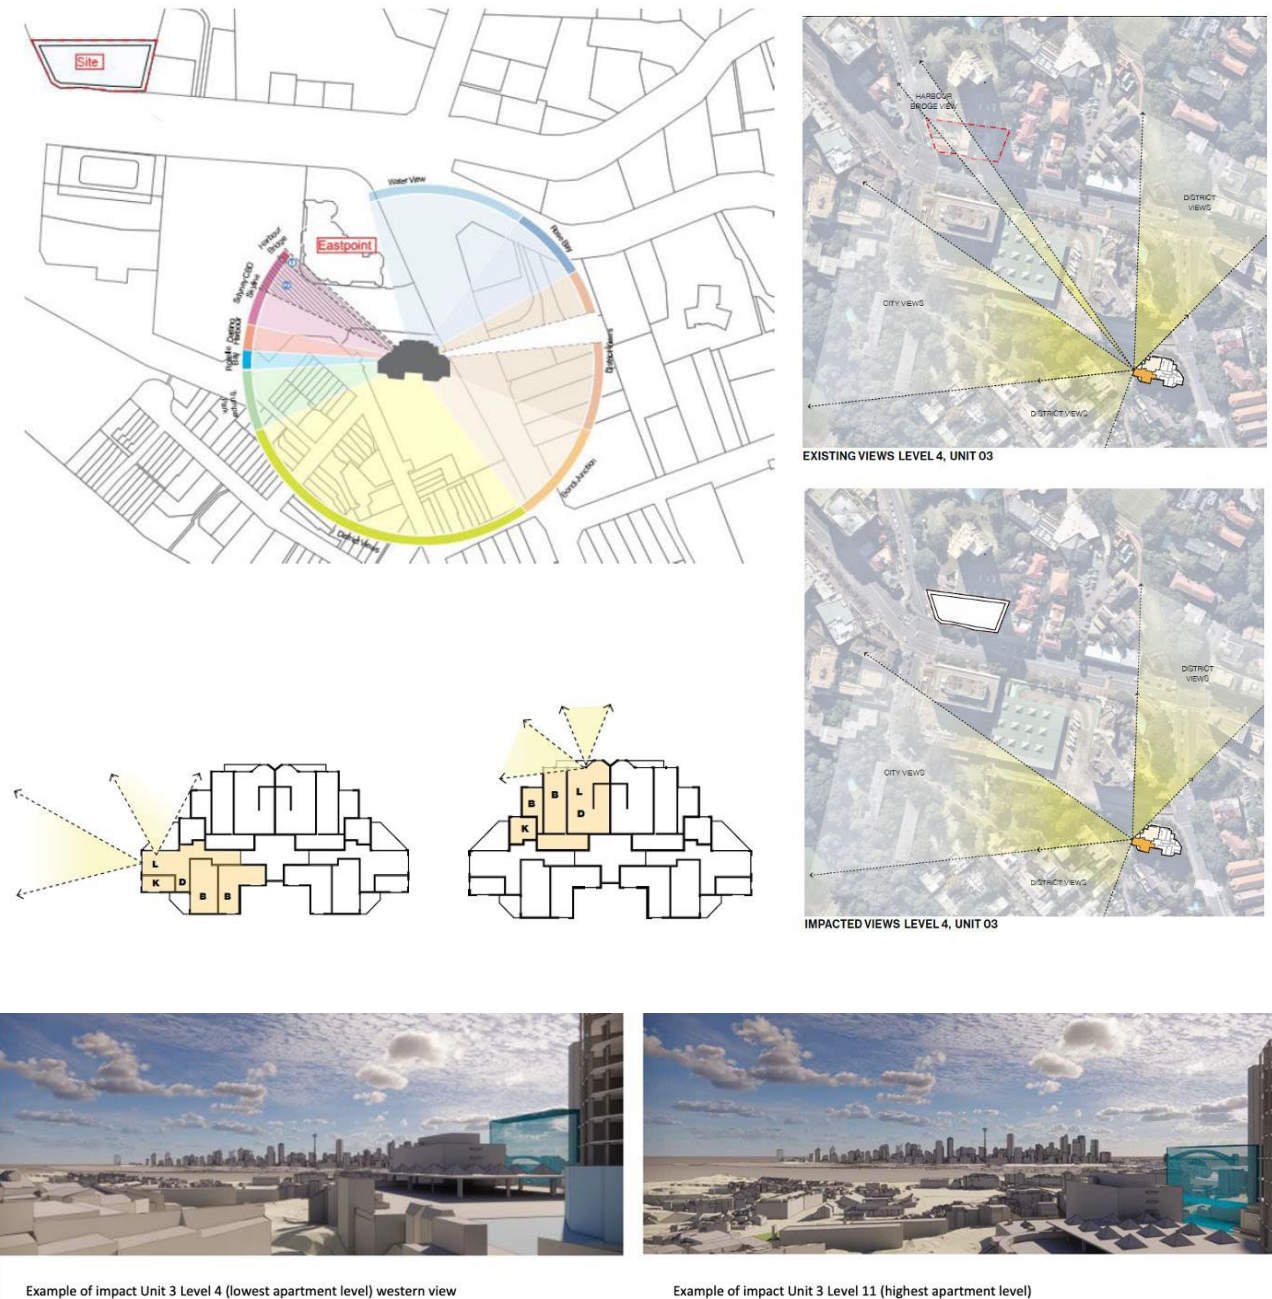 Site
Water View
Rose Bay
Eastpoint
Harbour
Bridge
1
Sydney CBD
Skyline
2
Darling
Harbour
Bay
District Views
Bondi Junction
District Views
HARBOUR
BRIDGE VIEW
DISTRICT
VIEWS
CITY VIEWS
DISTRICT VIEWS
EXISTING VIEWS LEVEL 4, UNIT 03
DISTRICT
VIEWS
CITY VIEWS
DISTRICT VIEWS
IMPACTED VIEWS LEVEL 4, UNIT 03
L
K
D
B
B
B
B
L
K
D
Example of impact Unit 3 Level 4 (lowest apartment level) western view
Example of impact Unit 3 Level 11 (highest apartment level)